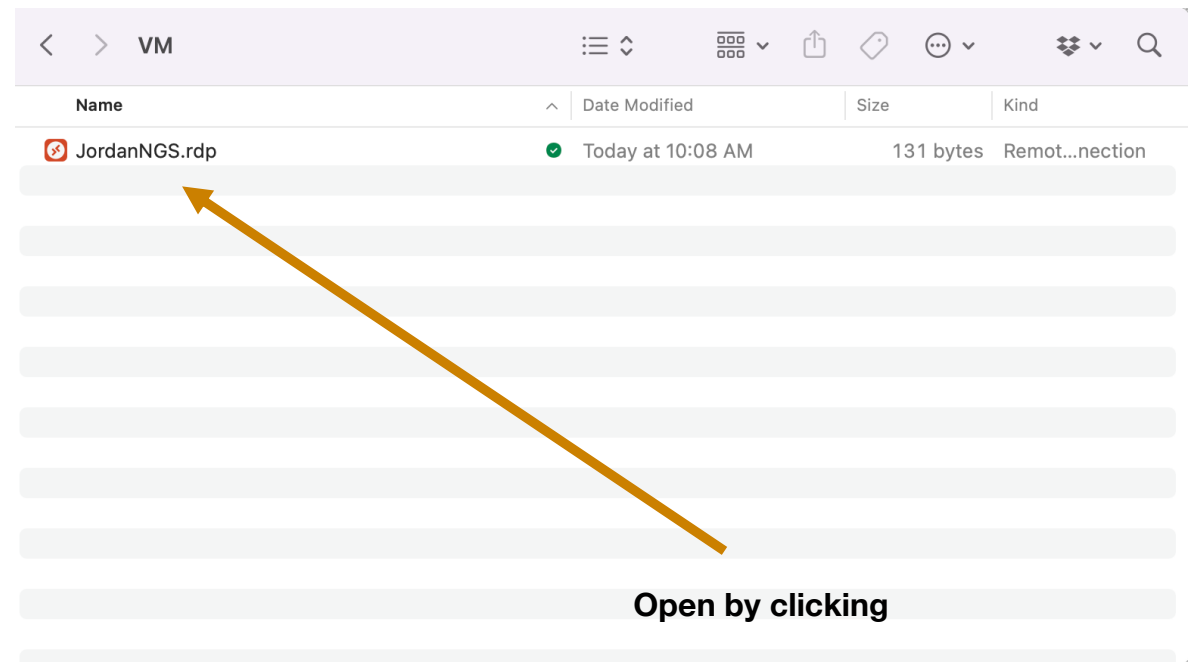 VM
Name Date Modified Size Kind
JordanNGS.rdp Today at 10:08 AM 131 bytes Remot...nection
Open by clicking